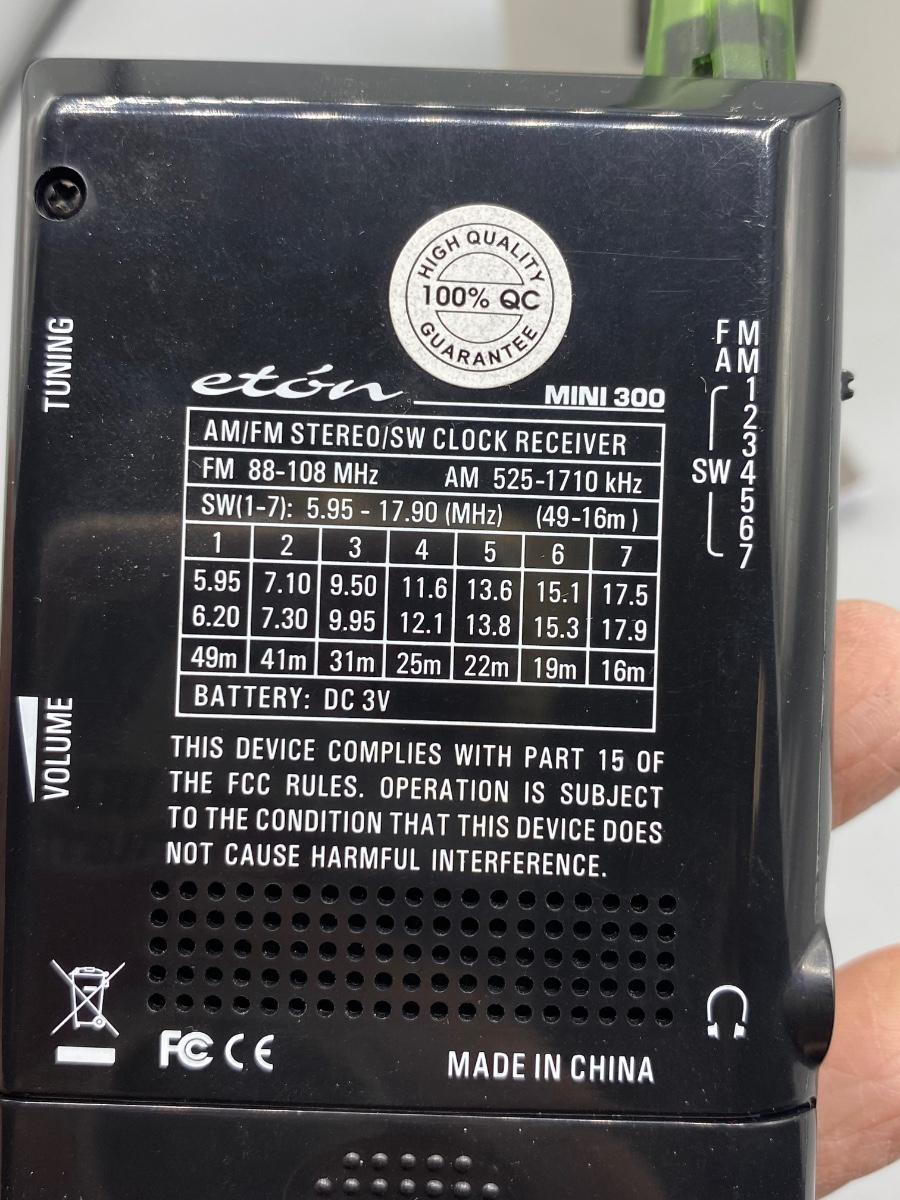 HIGH QUALITY
100% QC
GUARANTEE
TUNING
F M
A M
SW
1
2
3
4
5
6
7
etón
MINI 300
AM/FM STEREO/SW CLOCK RECEIVER
FM 88-108 MHz AM 525-1710 kHz
SW(1-7): 5.95 - 17.90 (MHz) (49-16m)
1 2 3 4 5 6 7
5.95 7.10 9.50 11.6 13.6 15.1 17.5
6.20 7.30 9.95 12.1 13.8 15.3 17.9
49m 41m 31m 25m 22m 19m 16m
BATTERY: DC 3V
VOLUME
THIS DEVICE COMPLIES WITH PART 15 OF
THE FCC RULES. OPERATION IS SUBJECT
TO THE CONDITION THAT THIS DEVICE DOES
NOT CAUSE HARMFUL INTERFERENCE.
FC CE
MADE IN CHINA